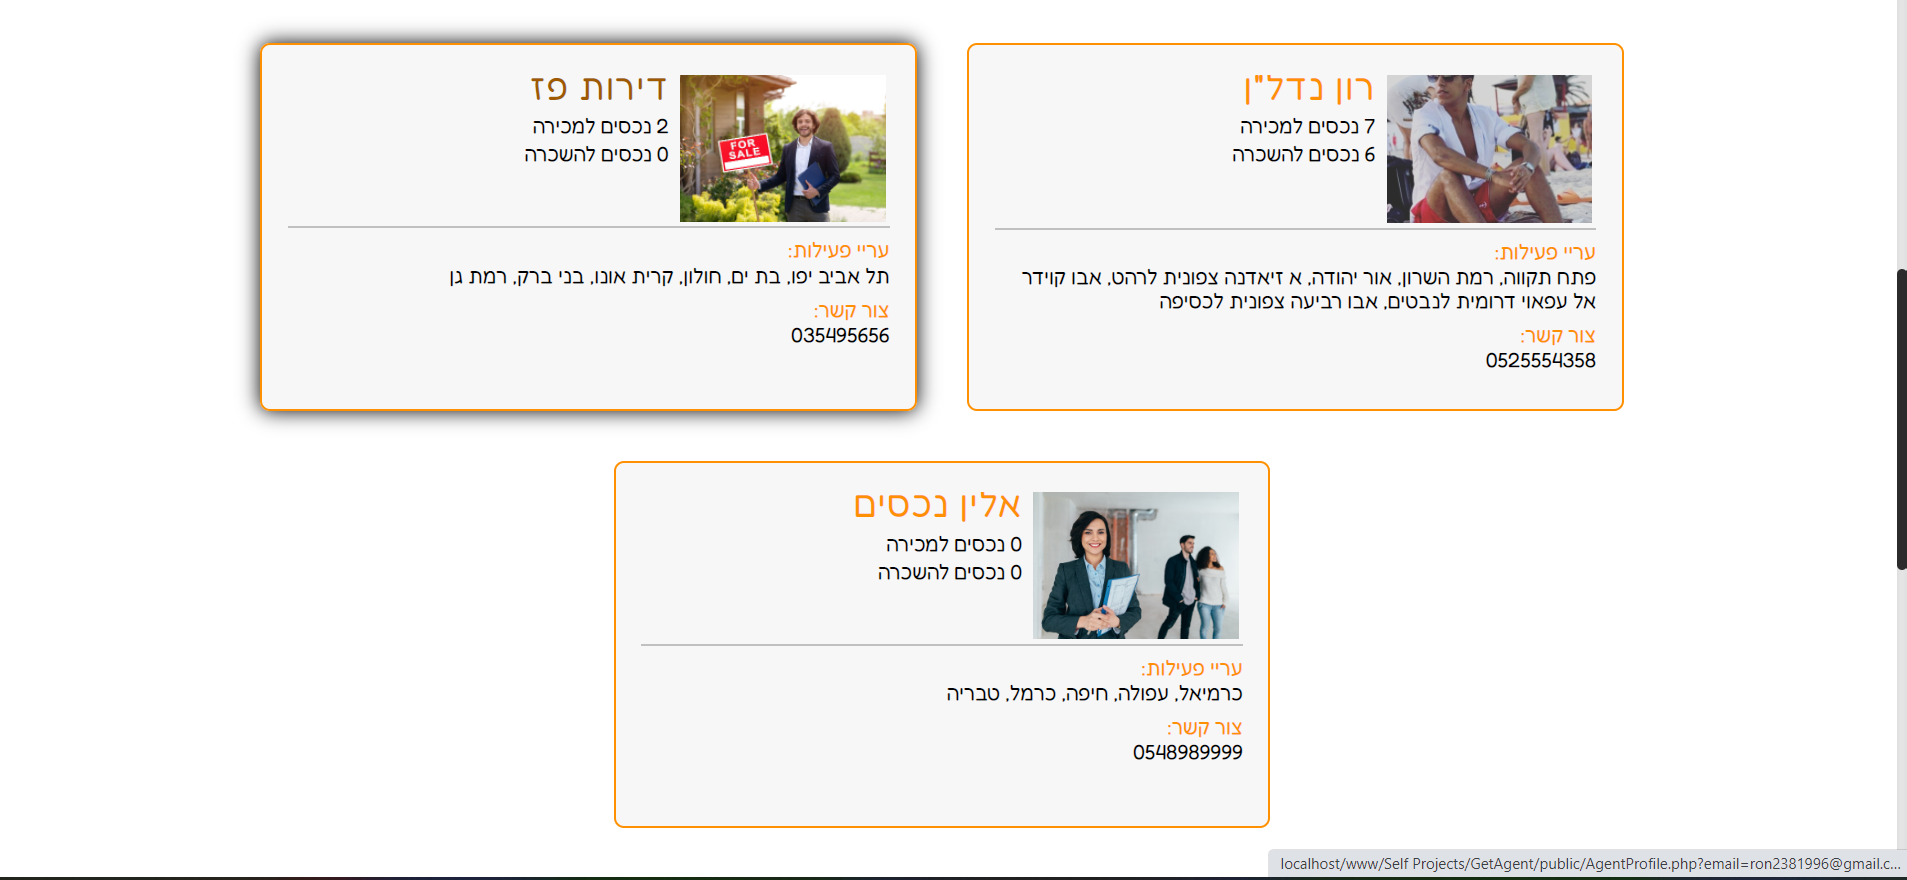 רון נדל"ן
7 נכסים למכירה
6 נכסים להשכרה
עריי פעילות:
פתח תקווה, רמת השרון, אור יהודה, א זיאדנה צפונית לרהט, אבו קוידר
אל עפאוי דרומית לנבטים, אבו רביעה צפונית לכסיפה
צור קשר:
0525554358
דירות פז
2 נכסים למכירה
0 נכסים להשכרה
FOR
SALE
עריי פעילות:
תל אביב יפו, בת ים, חולון, קרית אונו, בני ברק, רמת גן
צור קשר:
035495656
אלין נכסים
0 נכסים למכירה
0 נכסים להשכרה
עריי פעילות:
כרמיאל, עפולה, חיפה, כרמל, טבריה
צור קשר:
0548989999
localhost/www/Self Projects/GetAgent/public/AgentProfile.php?email=ron2381996@gmail.c...